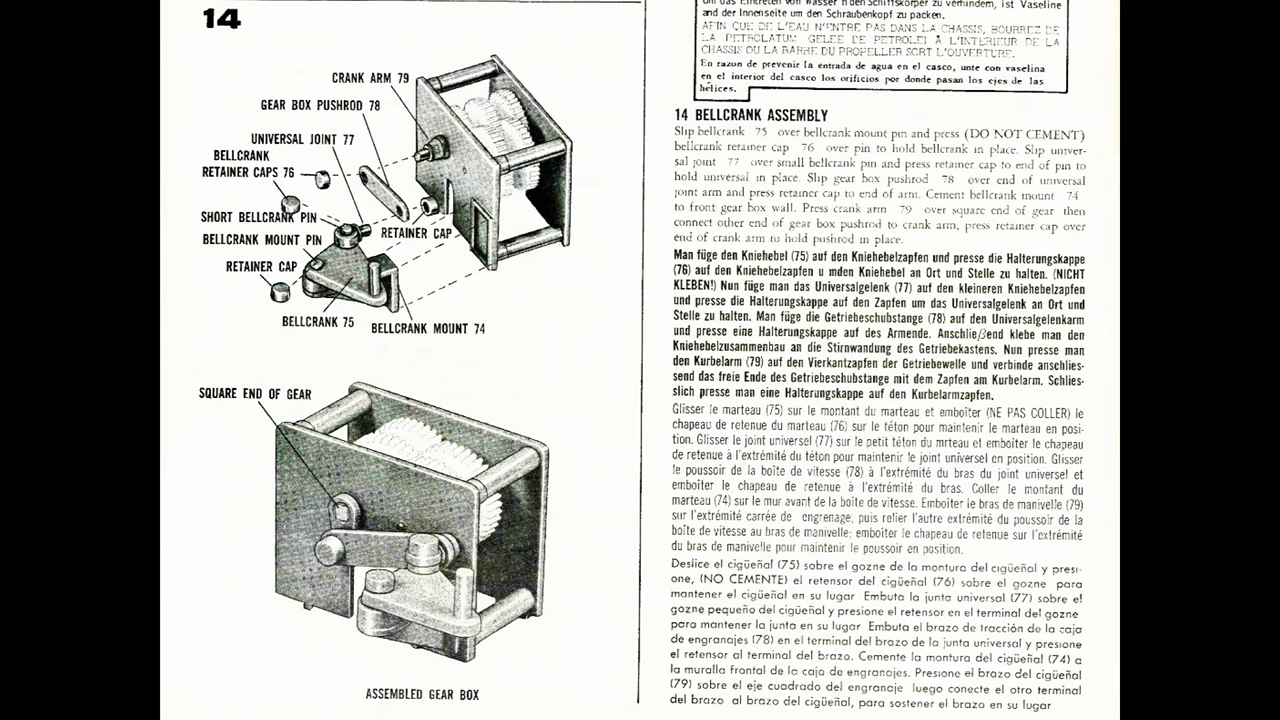 14
CRANK ARM 79
GEAR BOX PUSHROD 78
UNIVERSAL JOINT 77
BELLCRANK
RETAINER CAPS 76
SHORT BELLCRANK PIN
BELLCRANK MOUNT PIN
RETAINER CAP
RETAINER CAP
BELLCRANK 75
BELLCRANK MOUNT 74
SQUARE END OF GEAR
ASSEMBLED GEAR BOX
um das Eintreten von Wasser n den Schiffskörper zu verhindern, ist Vaseline
and der Innenseite um den Schraubenkopf zu packen.
AFIN QUE DE L'EAU N'ENTRE PAS DANS LA CHASSIS, BOURREZ DE
LA PETROLATUM GELEE DE PETROLE) À L'INTERIEUR DE LA
CHASSIS OU LA BARRE DU PROPELLER SORT L'OUVERTURE.
En razon de prevenir la entrada de agua en el casco, unte con vaselina
en el interior del casco los orificios por donde pasan los ejes de las
hélices.
14 BELLCRANK ASSEMBLY
Slip bellcrank 75 over bellcrank mount pin and press (DO NOT CEMENT)
bellcrank retainer cap 76 over pin to hold bellcrank in place. Slip univer-
sal joint 77 over small bellcrank pin and press retainer cap to end of pin to
hold universal in place. Slip gear box pushrod 78 over end of universal
joint arm and press retainer cap to end of arm. Cement bellcrank mount 74
to front gear box wall. Press crank arm 79 over square end of gear then
connect other end of gear box pushrod to crank arm, press retainer cap over
end of crank arm to hold pushrod in place.
Man füge den Kniehebel (75) auf den Kniehebelzapfen und presse die Halterungskappe
(76) auf den Kniehebelzapfen u mden Kniehebel an Ort und Stelle zu halten. (NICHT
KLEBEN!) Nun füge man das Universalgelenk (77) auf den kleineren Kniehebelzapfen
und presse die Halterungskappe auf den Zapfen um das Universalgelenk an Ort und
Stelle zu halten. Man füge die Getriebeschubstange (78) auf den Universalgelenkarm
und presse eine Halterungskappe auf des Armende. Anschließend klebe man den
Kniehebelzusammenbau an die Stirnwandung des Getriebekastens. Nun presse man
den Kurbelarm (79) auf den Vierkantzapfen der Getriebewelle und verbinde anschlies-
send das freie Ende des Getriebeschubstange mit dem Zapfen am Kurbelarm. Schlies-
slich presse man eine Halterungskappe auf den Kurbelarmzapfen.
Glisser le marteau (75) sur le montant du marteau et emboîter (NE PAS COLLER) le
chapeau de retenue du marteau (76) sur le téton pour maintenir le marteau en posi-
tion. Glisser le joint universel (77) sur le petit téton du mrteau et emboiter le chapeau
de retenue à l'extrémité du téton pour maintenir le joint universel en position. Glisser
le poussoir de la boîte de vitesse (78) à l'extrémité du bras du joint universel et
emboîter le chapeau de retenue à l'extrémité du bras. Coller le montant du
marteau (74) sur le mur avant de la boîte de vitesse. Emboiter le bras de manivelle (79)
sur l'extrémité carrée de engrenage, puis relier l'autre extrémité du poussoir de la
boîte de vitesse au bras de manivelle; emboîter le chapeau de retenue sur l'extrémité
du bras de manivelle pour maintenir le poussoir en position.
Deslice el cigüeñal (75) sobre el gozne de la montura del cigüeñal y presi-
one, (NO CEMENTE) el retensor del cigüeñal (76) sobre el gozne para
mantener el cigüeñal en su lugar Embuta la junta universal (77) sobre el
gozne pequeño del cigüeñal y presione el retensor en el terminal del gozne
para mantener la junta en su lugar Embuta el brazo de tracción de la caja
de engranajes (78) en el terminal del brazo de la junta universal y presione
el retensor al terminal del brazo. Cemente la montura del cigüeñal (74) a
la muralla frontal de la caja de engranajes. Presione el brazo del cigüeñal
(79) sobre el eje cuadrado del engranaje luego conecte el otro terminal
del brazo al brazo del cigüeñal, para sostener el brazo en su lugar